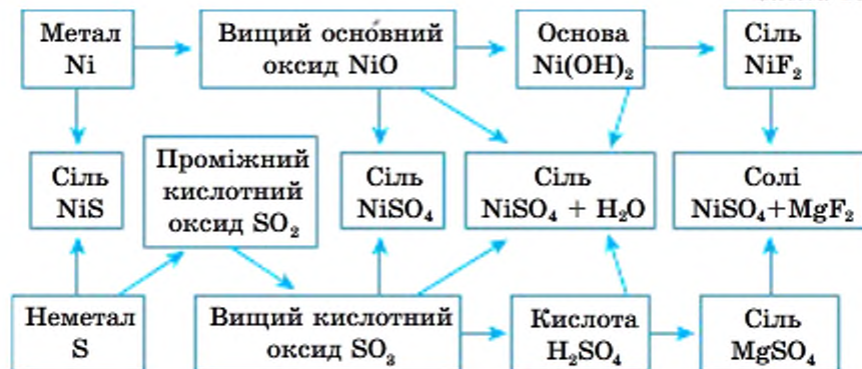 Метал
Ni
Вищий основний
оксид NiO
Основа
Ni(OH)₂
Сіль
NiF₂
Сіль
NiS
Проміжний
кислотний
оксид SO₂
Сіль
NiSO₄
Сіль
NiSO₄ + H₂O
Солі
NiSO₄+MgF₂
Неметал
S
Вищий кислотний
оксид SO₃
Кислота
H₂SO₄
Сіль
MgSO₄